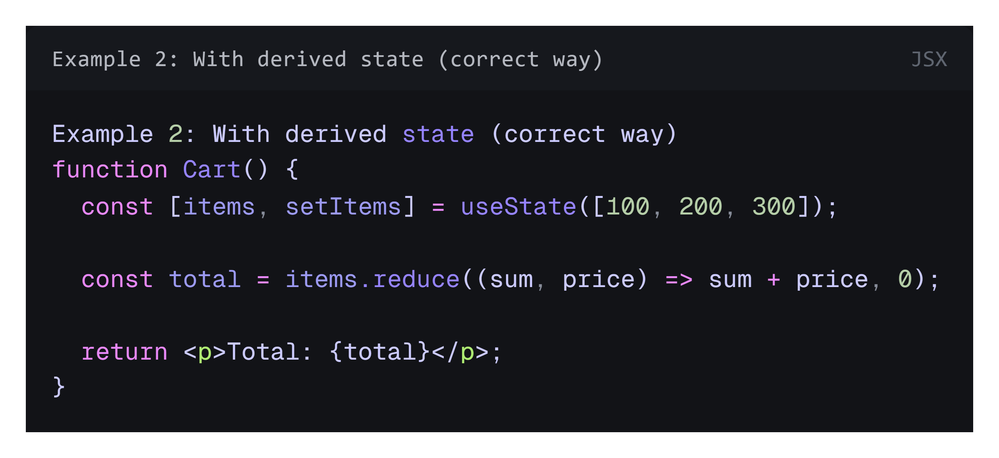 Example 2: With derived state (correct way)
JSX
Example 2: With derived state (correct way)
function Cart() {
  const [items, setItems] = useState([100, 200, 300]);
  const total = items.reduce((sum, price) => sum + price, 0);
  return <p>Total: {total}</p>;
}